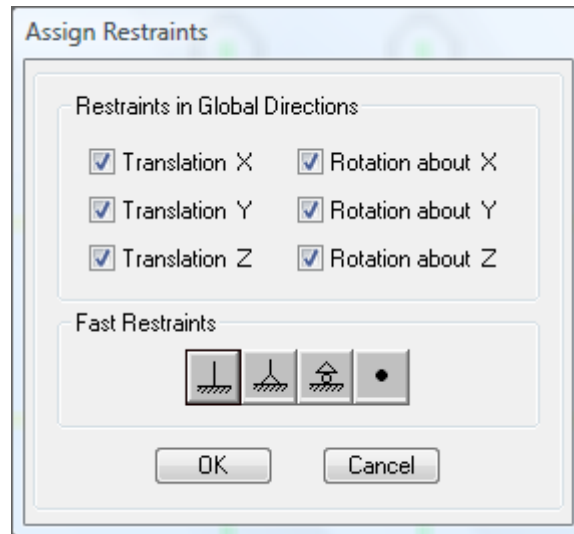 Assign Restraints
Restraints in Global Directions
Translation X Rotation about X
Translation Y Rotation about Y
Translation Z Rotation about Z
Fast Restraints
OK Cancel